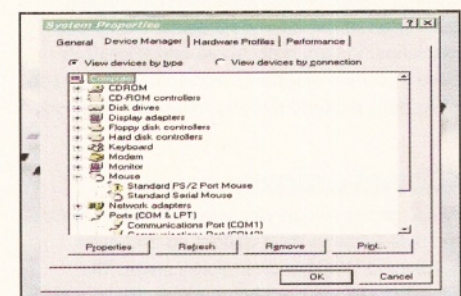 System Properties
General Device Manager Hardware Profiles Performance
View devices by type View devices by connection
Computer
CDROM
CD-ROM controllers
Disk drives
Display adapters
Floppy disk controllers
Hard disk controllers
Keyboard
Modem
Monitor
Mouse
Standard PS/2 Port Mouse
Standard Serial Mouse
Network adapters
Ports (COM & LPT)
Communications Port (COM1)
Communications Port (COM2)
Properties Refresh Remove Print...
OK Cancel